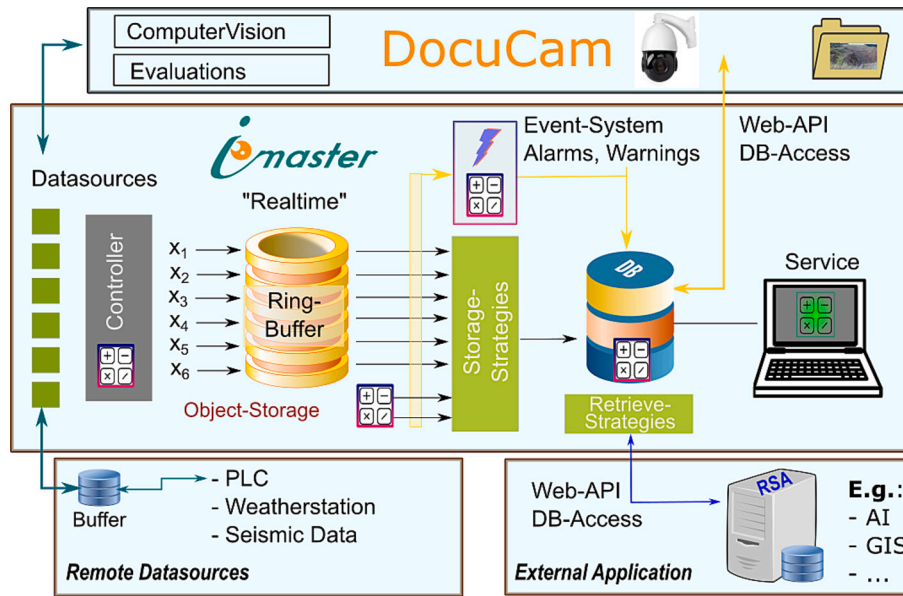 ComputerVision
Evaluations
DocuCam
Datasources
imaster
"Realtime"
Event-System
Alarms, Warnings
Web-API
DB-Access
Controller
x1
x2
x3
x4
x5
x6
Ring-
Buffer
Object-Storage
Storage-
Strategies
DB
Retrieve-
Strategies
Service
Buffer
- PLC
- Weatherstation
- Seismic Data
Remote Datasources
Web-API
DB-Access
RSA
E.g.:
- AI
- GIS
- ...
External Application